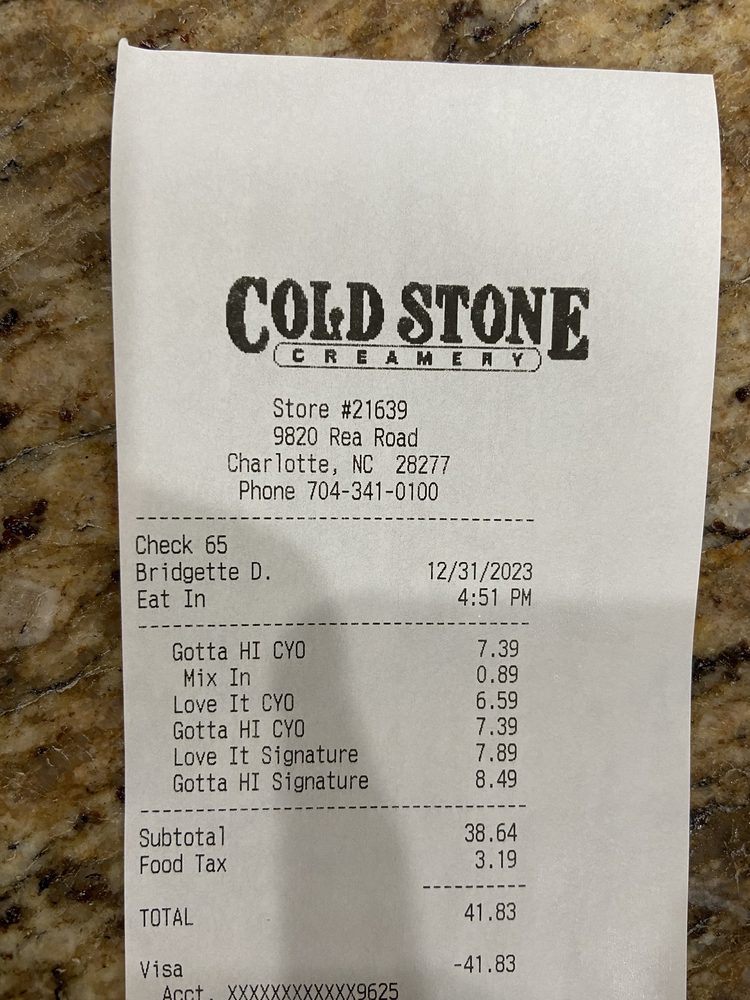 COLD STONE
CREAMERY
Store #21639
9820 Rea Road
Charlotte, NC 28277
Phone 704-341-0100
Check 65
Bridgette D. 12/31/2023
Eat In 4:51 PM
Gotta HI CYO 7.39
Mix In 0.89
Love It CYO 6.59
Gotta HI CYO 7.39
Love It Signature 7.89
Gotta HI Signature 8.49
Subtotal 38.64
Food Tax 3.19
TOTAL 41.83
Visa -41.83
Acct. XXXXXXXXXXXX9625